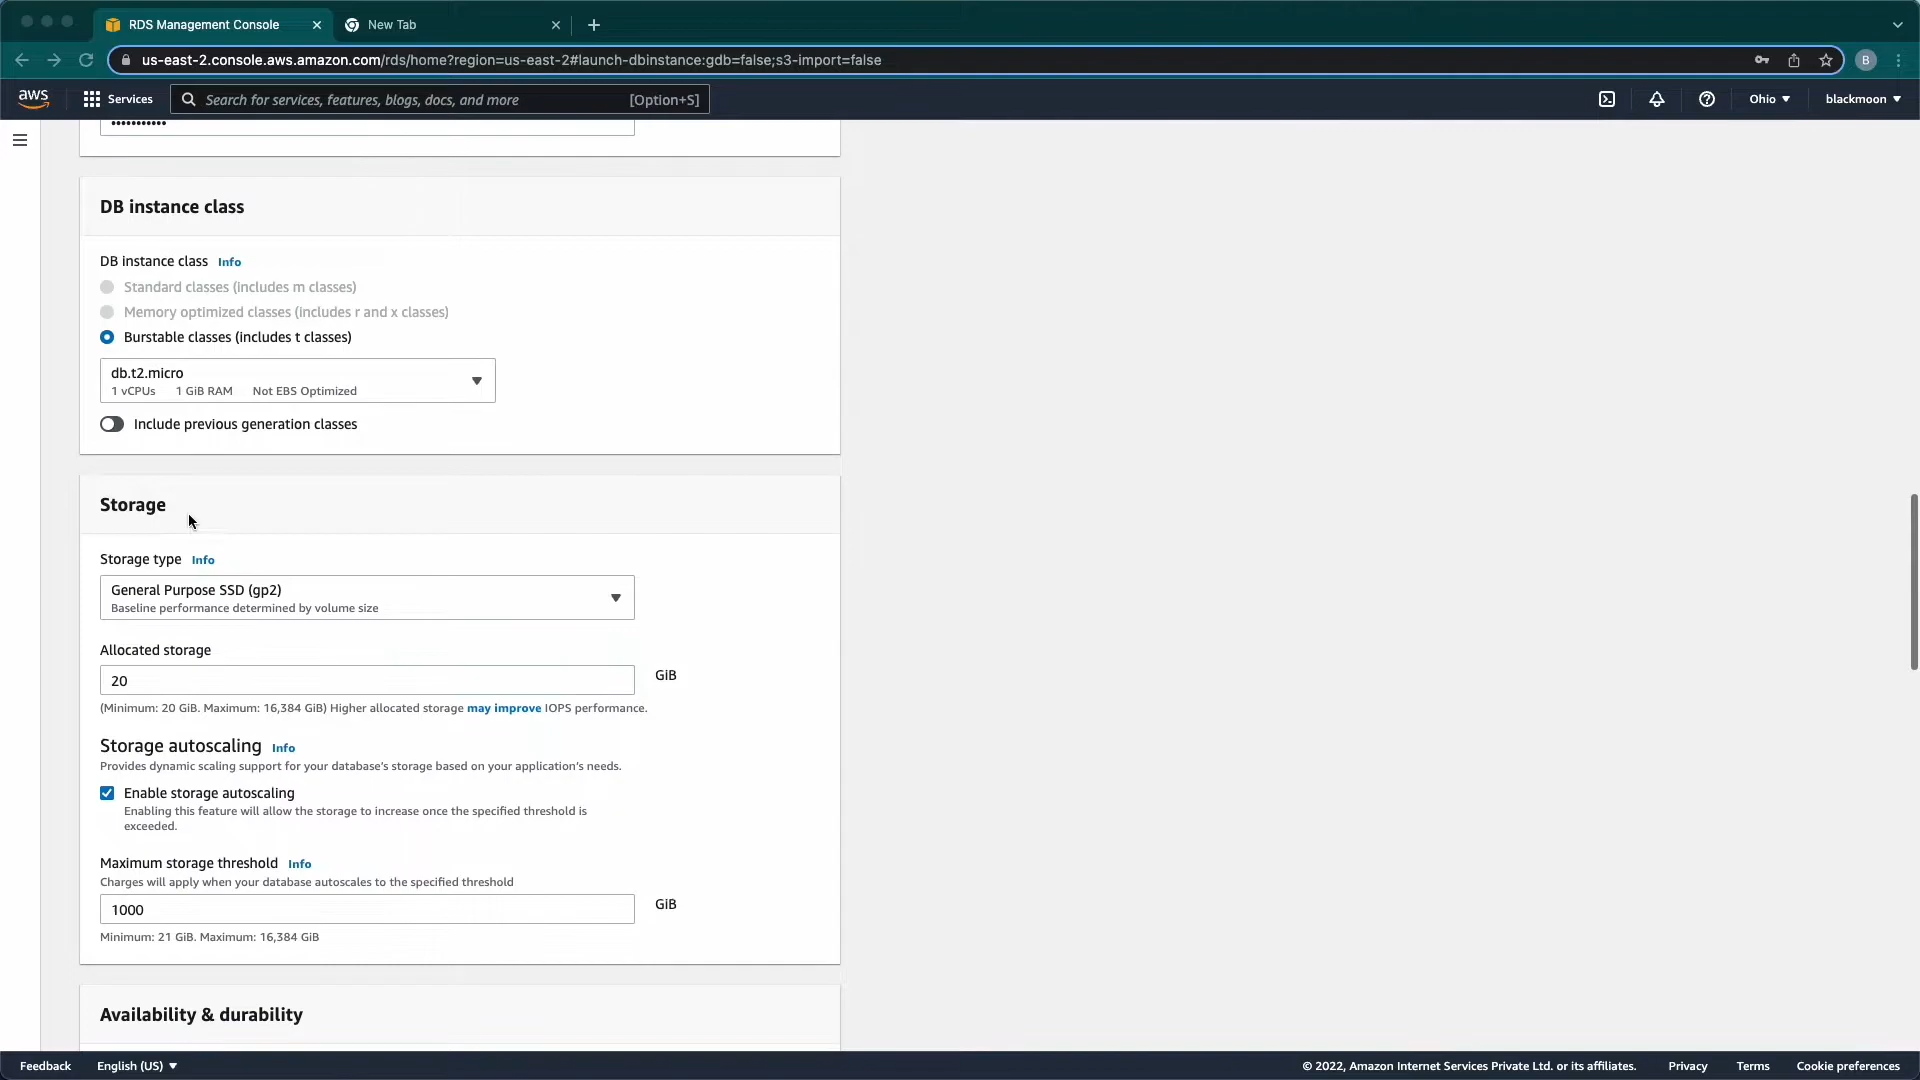 RDS Management Console
New Tab
us-east-2.console.aws.amazon.com/rds/home?region=us-east-2#launch-dbinstance:gdb=false;s3-import=false
B
aws
Services
Search for services, features, blogs, docs, and more [Option+S]
Ohio
blackmoon
•••••••••••
DB instance class
DB instance class Info
Standard classes (includes m classes)
Memory optimized classes (includes r and x classes)
Burstable classes (includes t classes)
db.t2.micro
1 vCPUs 1 GiB RAM Not EBS Optimized
Include previous generation classes
Storage
Storage type Info
General Purpose SSD (gp2)
Baseline performance determined by volume size
Allocated storage
20 GiB
(Minimum: 20 GiB. Maximum: 16,384 GiB) Higher allocated storage may improve IOPS performance.
Storage autoscaling Info
Provides dynamic scaling support for your database's storage based on your application's needs.
Enable storage autoscaling
Enabling this feature will allow the storage to increase once the specified threshold is
exceeded.
Maximum storage threshold Info
Charges will apply when your database autoscales to the specified threshold
1000 GiB
Minimum: 21 GiB. Maximum: 16,384 GiB
Availability & durability
Feedback English (US) © 2022, Amazon Internet Services Private Ltd. or its affiliates. Privacy Terms Cookie preferences